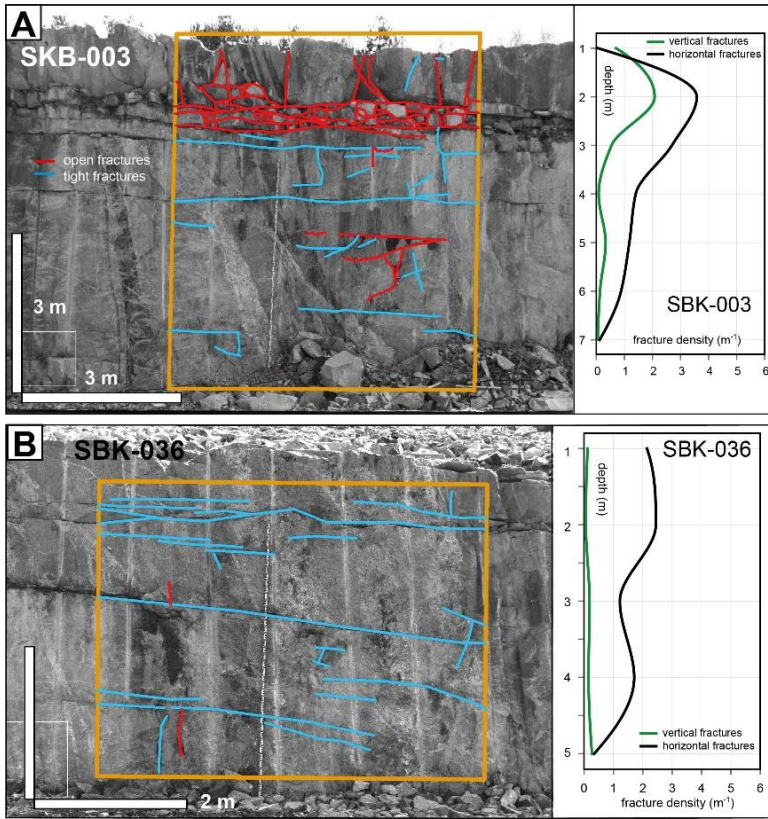 A
SKB-003
open fractures
tight fractures
3 m
3 m
vertical fractures
horizontal fractures
depth (m)
1
2
3
4
5
6
7
SBK-003
fracture density (m⁻¹)
0 1 2 3 4 5 6
B
SBK-036
2 m
SBK-036
depth (m)
1
2
3
4
5
vertical fractures
horizontal fractures
0 1 2 3 4 5 6
fracture density (m⁻¹)